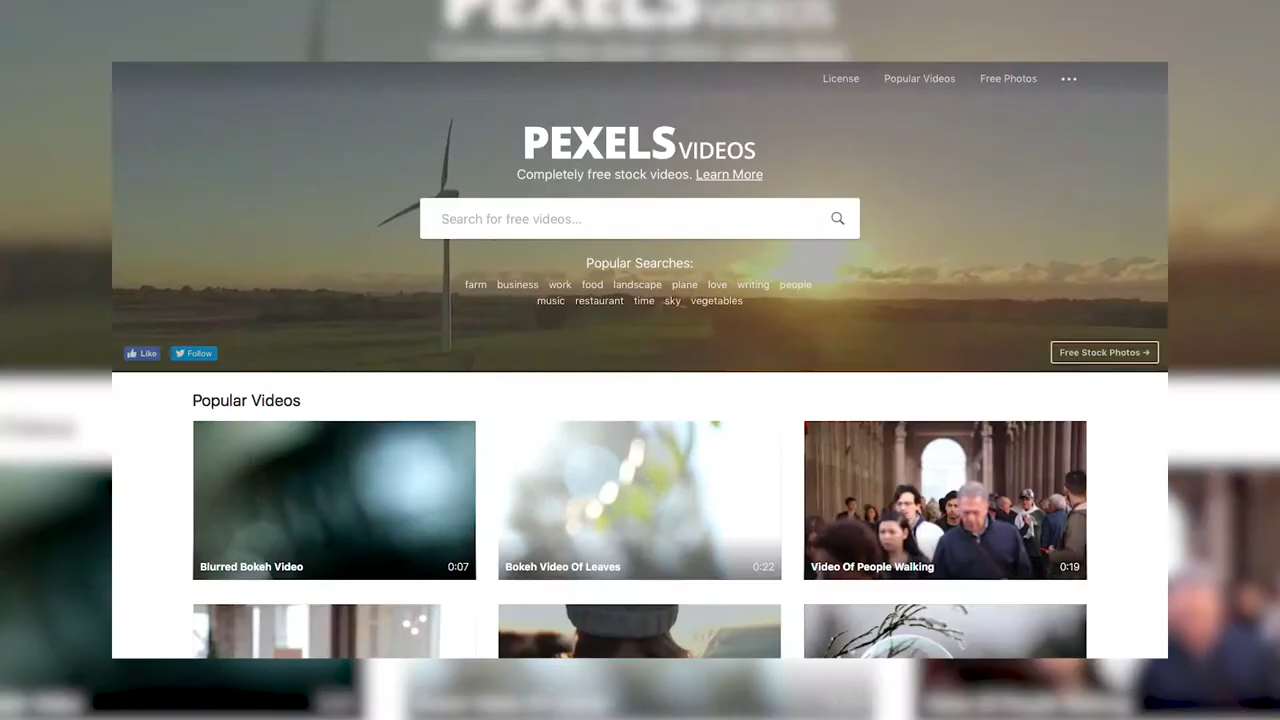 PEXELS VIDEOS
License Popular Videos Free Photos
PEXELS VIDEOS
Completely free stock videos. Learn More
Search for free videos...
Popular Searches:
farm business work food landscape plane love writing people
music restaurant time sky vegetables
Like Follow
Free Stock Photos →
Popular Videos
Blurred Bokeh Video 0:07
Bokeh Video Of Leaves 0:22
Video Of People Walking 0:19